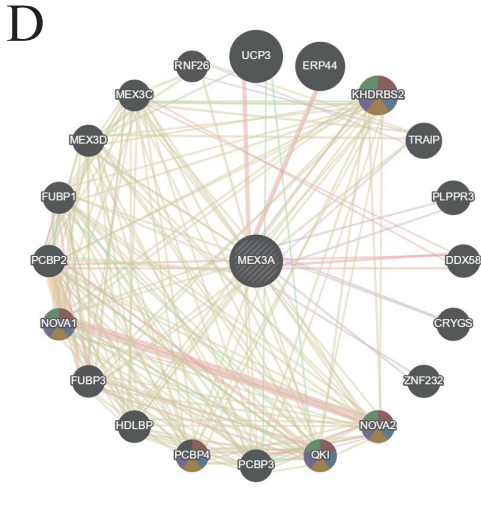 D
UCP3
ERP44
RNF26
KHDRBS2
MEX3C
TRAIP
MEX3D
PLPPR3
FUBP1
DDX58
PCBP2
MEX3A
CRYGS
NOVA1
ZNF232
FUBP3
NOVA2
HDLBP
QKI
PCBP4
PCBP3